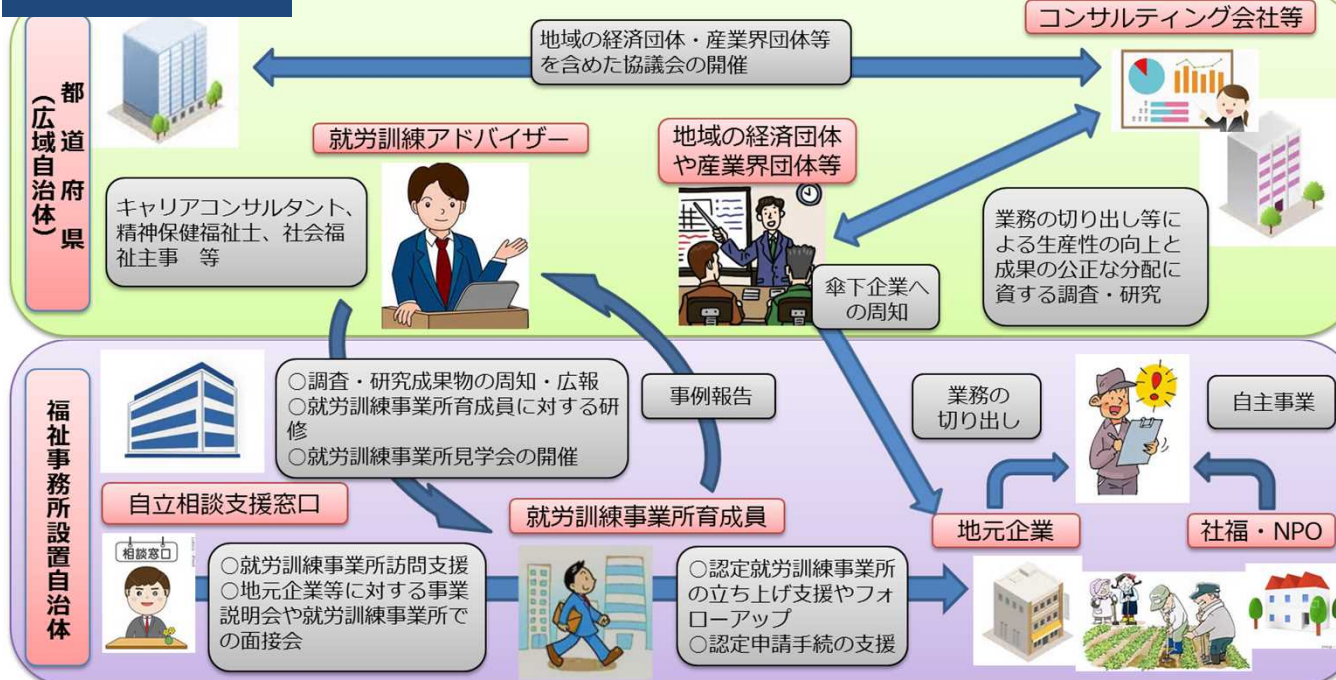 コンサルティング会社等
地域の経済団体・産業界団体等
を含めた協議会の開催
都道府県
(広域自治体)
就労訓練アドバイザー
地域の経済団体
や産業界団体等
キャリアコンサルタント、
精神保健福祉士、社会福
祉主事　等
業務の切り出し等に
よる生産性の向上と
成果の公正な分配に
資する調査・研究
傘下企業へ
の周知
福祉事務所設置自治体
○調査・研究成果物の周知・広報
○就労訓練事業所育成員に対する研
修
○就労訓練事業所見学会の開催
事例報告
業務の
切り出し
自主事業
自立相談支援窓口
就労訓練事業所育成員
地元企業
社福・NPO
相談窓口
○就労訓練事業所訪問支援
○地元企業等に対する事業
説明会や就労訓練事業所で
の面接会
○認定就労訓練事業所
の立ち上げ支援やフォ
ローアップ
○認定申請手続の支援